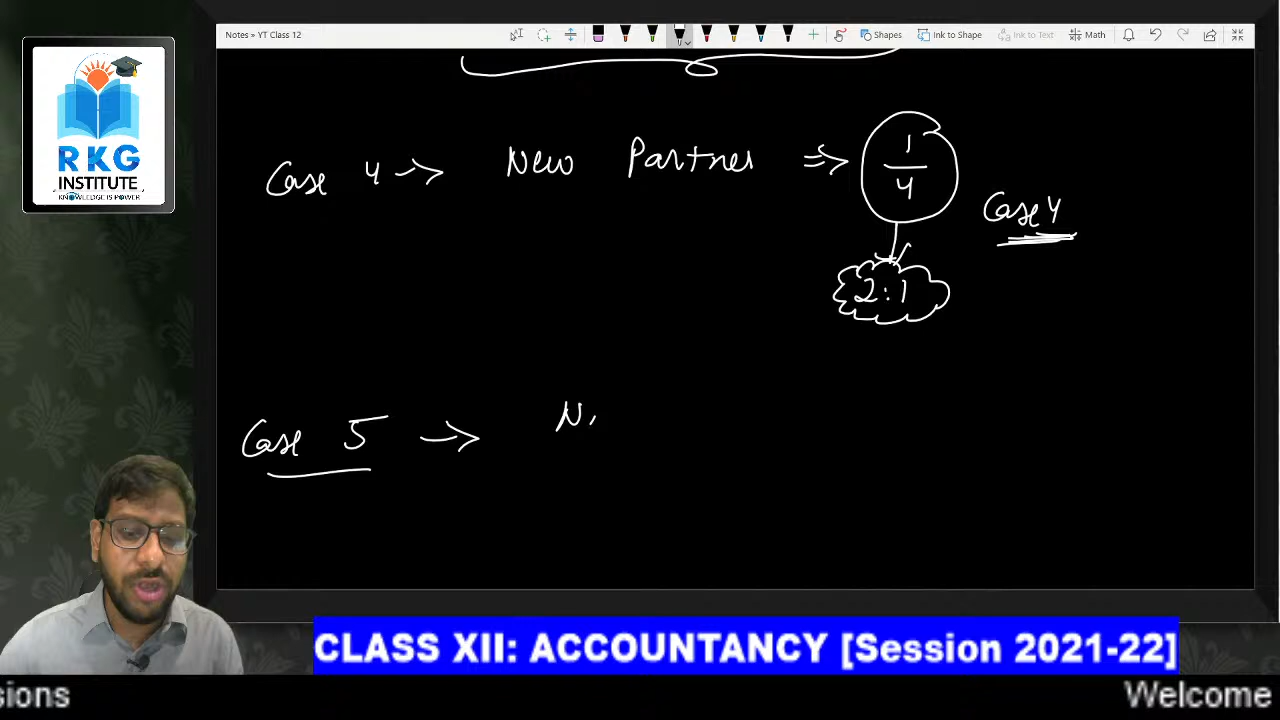 Notes » YT Class 12
Shapes
Ink to Shape
Ink to Text
Math
RKG
INSTITUTE
KNOWLEDGE IS POWER
Case 4 → New Partner ⇒ 1/4
Case 4
2:1
Case 5 → N
CLASS XII: ACCOUNTANCY [Session 2021-22]
sions
Welcome